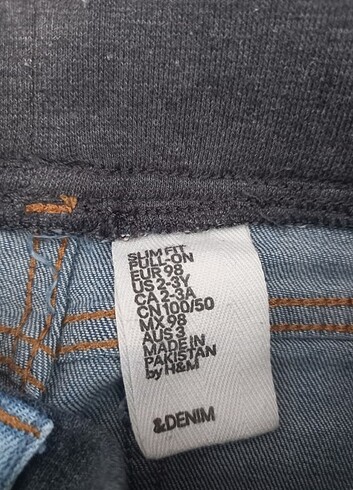 SLIM FIT
PULL-ON
EUR 98
US 2-3Y
CA 2-3A
CN 100/50
MX 98
AUS 3
MADE IN
PAKISTAN
by H&M
&DENIM